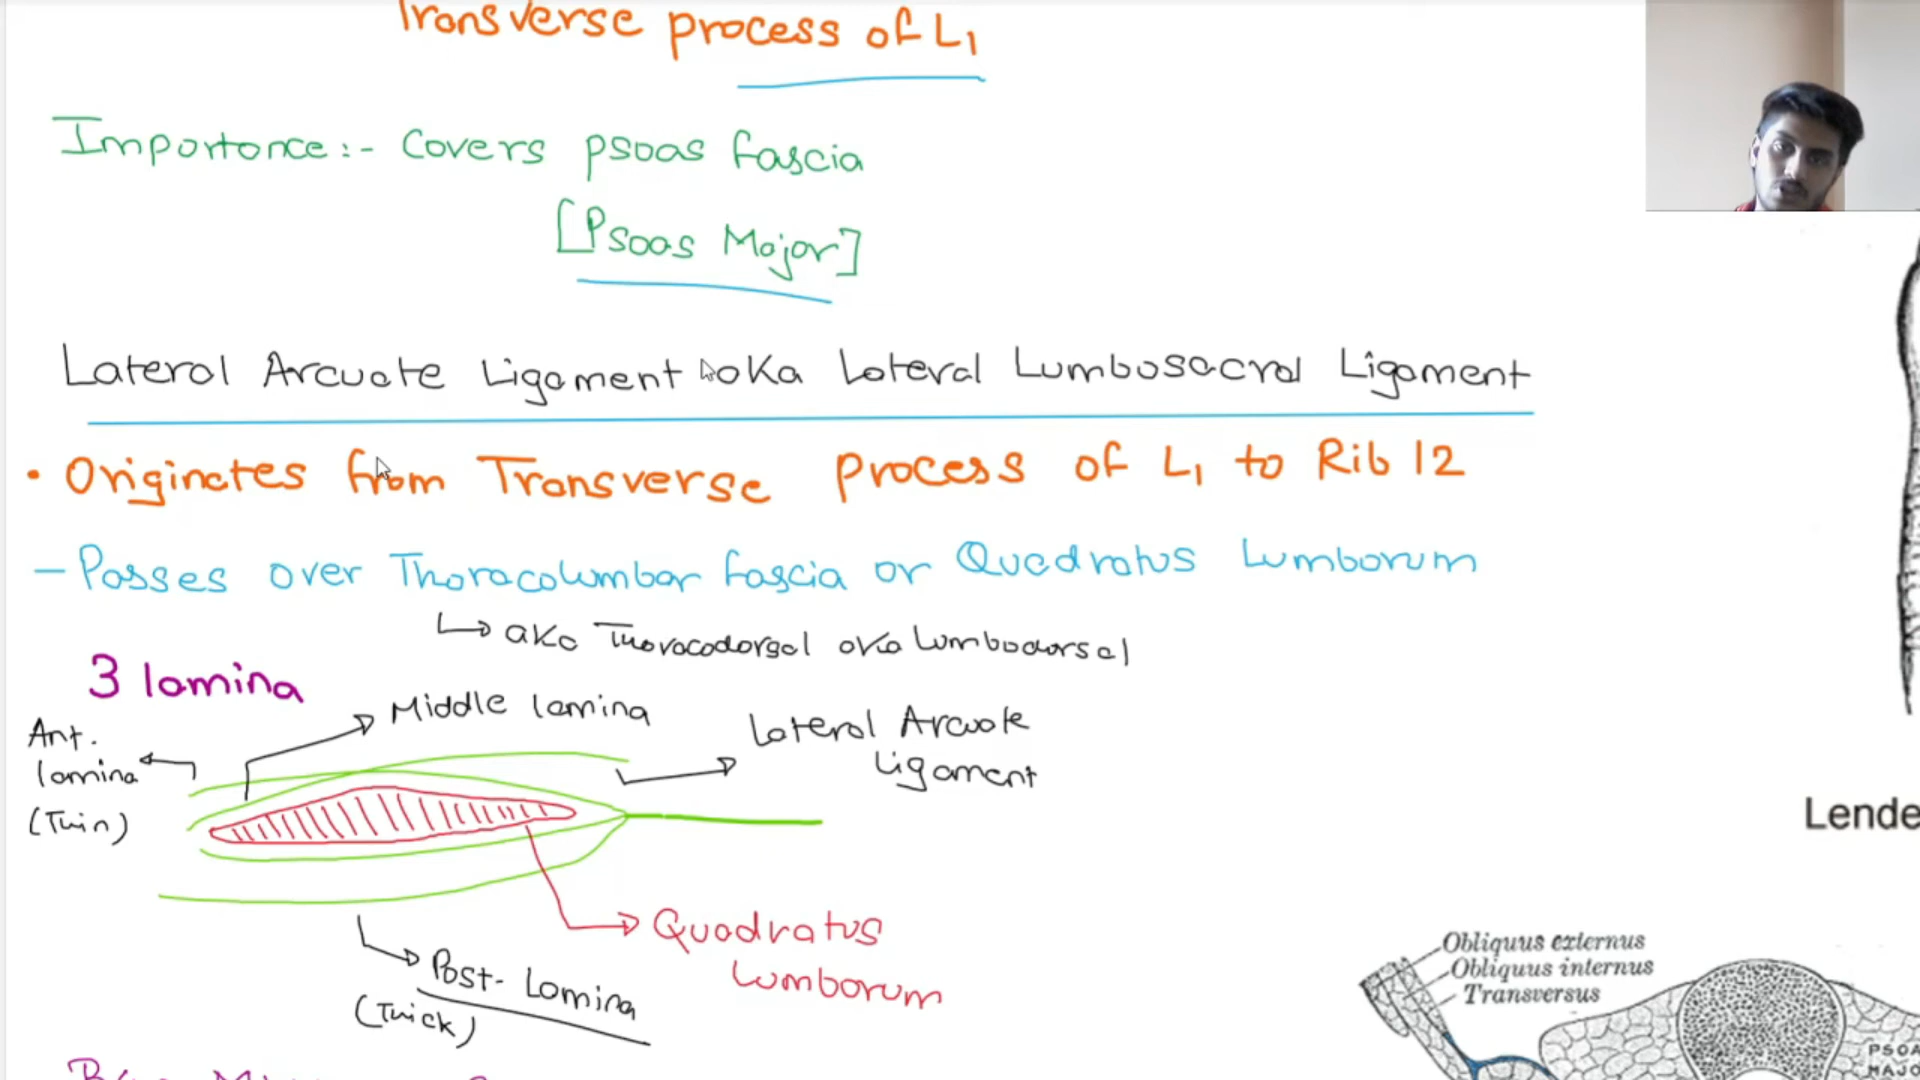 Transverse process of L1
Importance:- Covers psoas fascia
[Psoas Major]
Lateral Arcuate Ligament aka Lateral Lumbosacral Ligament
• Originates from Transverse process of L1 to Rib 12
- Passes over Thoracolumbar fascia or Quadratus Lumborum
↳ aka Thoracodorsal aka Lumbodorsal
3 lamina
Middle lamina
Ant.
lamina
(Thin)
Lateral Arcuate
Ligament
Quadratus
Lumborum
Post- Lamina
(Thick)
Lende
Obliquus externus
Obliquus internus
Transversus
PSOA
MAJO